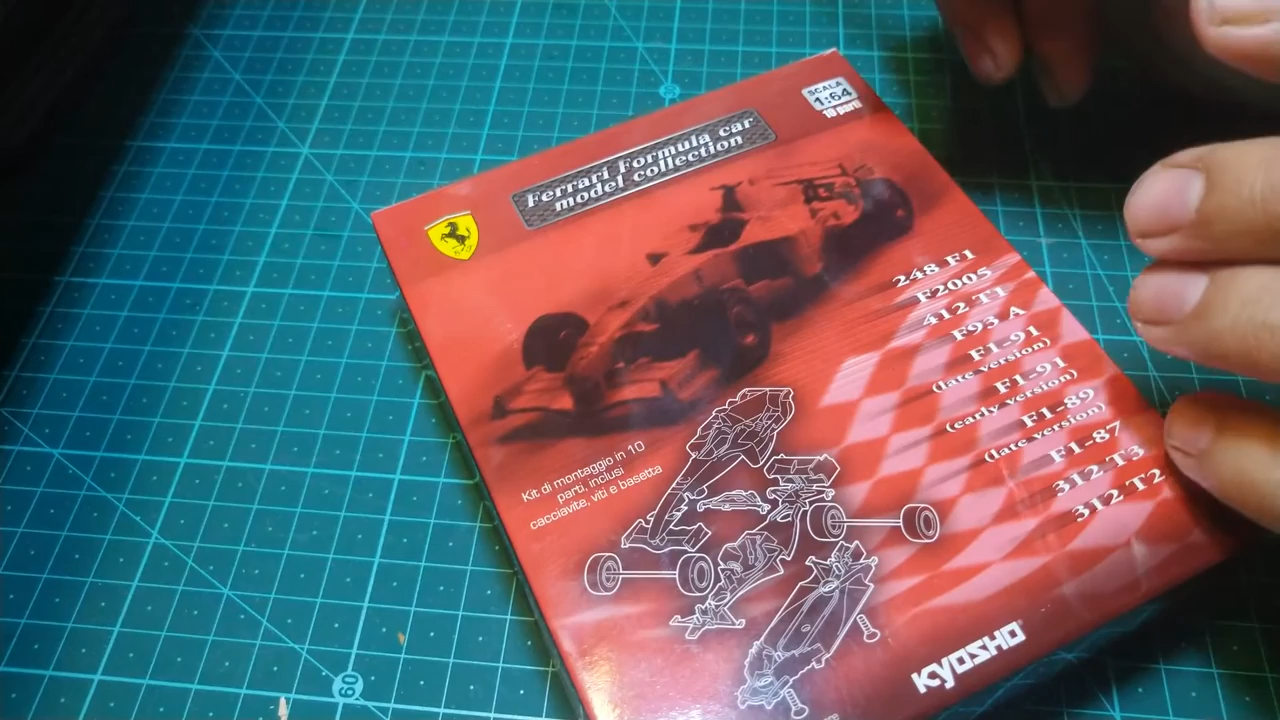 SCALA
1:64
10 parti
Ferrari Formula car
model collection
248 F1
F2005
412 T1
F93 A
F1-91
(late version)
F1-91
(early version)
F1-89
(late version)
F1-87
312 T3
312 T2
Kit di montaggio in 10
parti, inclusi
cacciavite, viti e basetta
KYOSHO
60